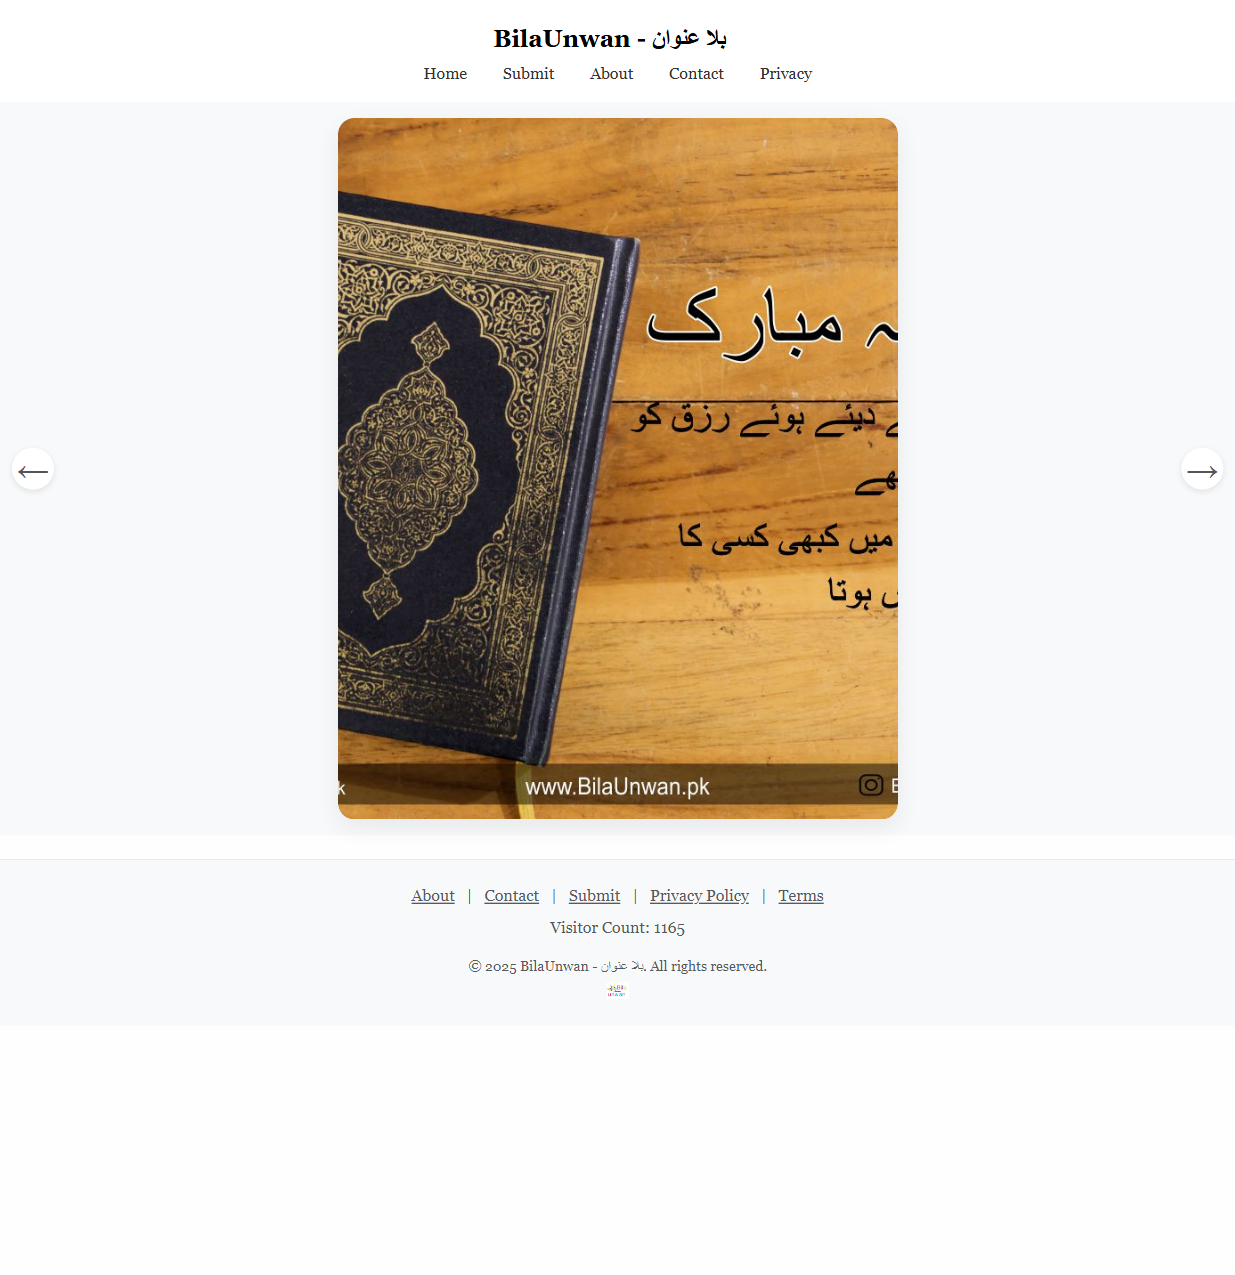 BilaUnwan - بلا عنوان
Home Submit About Contact Privacy
مبارک
دیئے ہوئے رزق کو
میں کبھی کسی کا
ہوتا
www.BilaUnwan.pk
About | Contact | Submit | Privacy Policy | Terms
Visitor Count: 1165
© 2025 BilaUnwan - بلا عنوان. All rights reserved.